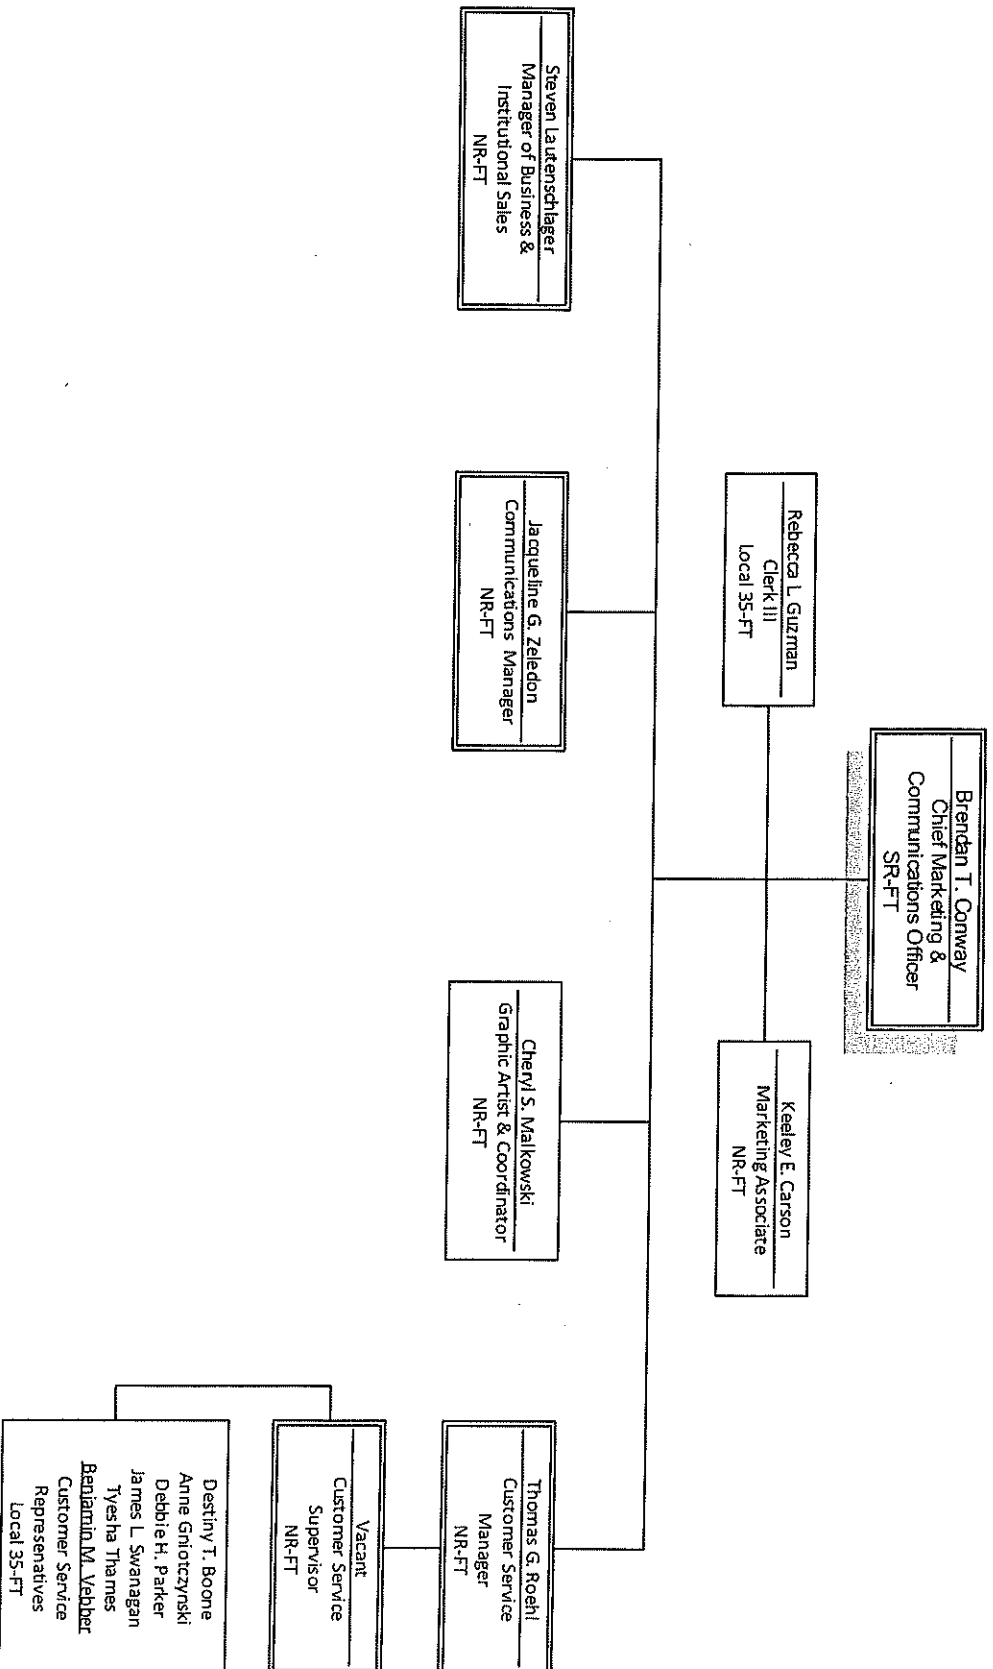 Brendan T. Conway
Chief Marketing &
Communications Officer
SR-FT
Rebecca L. Guzman
Clerk III
Local 35-FT
Keeley E. Carson
Marketing Associate
NR-FT
Steven Lautenschlager
Manager of Business &
Institutional Sales
NR-FT
Jacqueline G. Zeledon
Communications Manager
NR-FT
Cheryl S. Malkowski
Graphic Artist & Coordinator
NR-FT
Thomas G. Roehl
Customer Service
Manager
NR-FT
Vacant
Customer Service
Supervisor
NR-FT
Destiny T. Boone
Anne Gniotczynski
Debbie H. Parker
James L Swanagan
Tyesha Thames
Benjamin M. Vebber
Customer Service
Represenatives
Local 35-FT